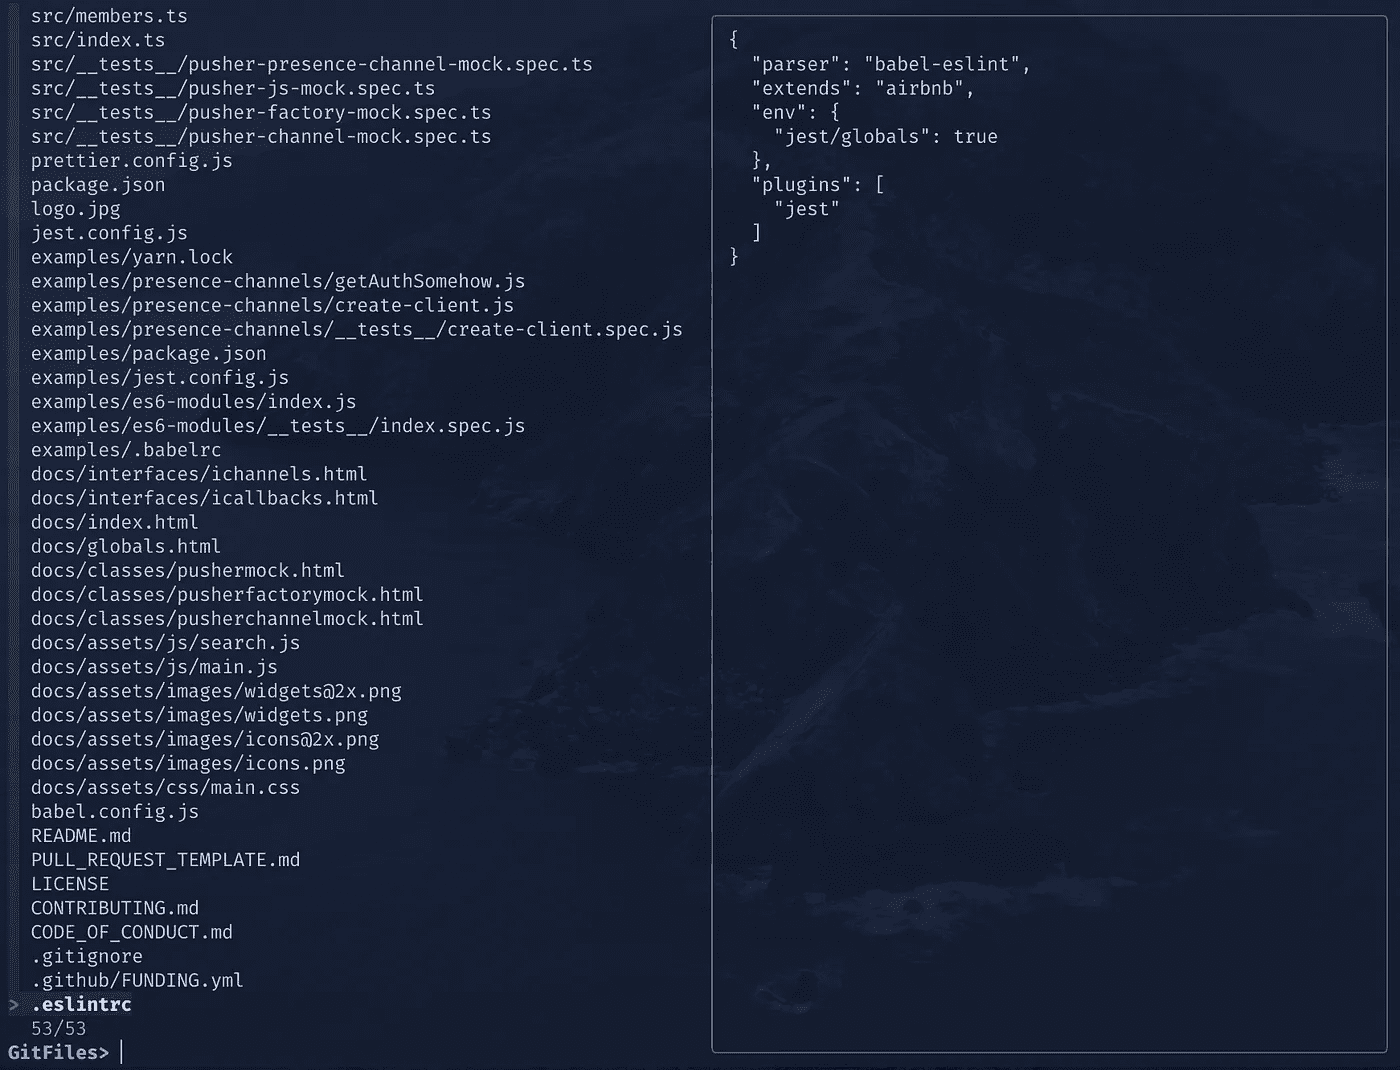 src/members.ts
src/index.ts
src/__tests__/pusher-presence-channel-mock.spec.ts
src/__tests__/pusher-js-mock.spec.ts
src/__tests__/pusher-factory-mock.spec.ts
src/__tests__/pusher-channel-mock.spec.ts
prettier.config.js
package.json
logo.jpg
jest.config.js
examples/yarn.lock
examples/presence-channels/getAuthSomehow.js
examples/presence-channels/create-client.js
examples/presence-channels/__tests__/create-client.spec.js
examples/package.json
examples/jest.config.js
examples/es6-modules/index.js
examples/es6-modules/__tests__/index.spec.js
examples/.babelrc
docs/interfaces/ichannels.html
docs/interfaces/icallbacks.html
docs/index.html
docs/globals.html
docs/classes/pushermock.html
docs/classes/pusherfactorymock.html
docs/classes/pusherchannelmock.html
docs/assets/js/search.js
docs/assets/js/main.js
docs/assets/images/widgets@2x.png
docs/assets/images/widgets.png
docs/assets/images/icons@2x.png
docs/assets/images/icons.png
docs/assets/css/main.css
babel.config.js
README.md
PULL_REQUEST_TEMPLATE.md
LICENSE
CONTRIBUTING.md
CODE_OF_CONDUCT.md
.gitignore
.github/FUNDING.yml
> .eslintrc
53/53
GitFiles>
{
  "parser": "babel-eslint",
  "extends": "airbnb",
  "env": {
    "jest/globals": true
  },
  "plugins": [
    "jest"
  ]
}